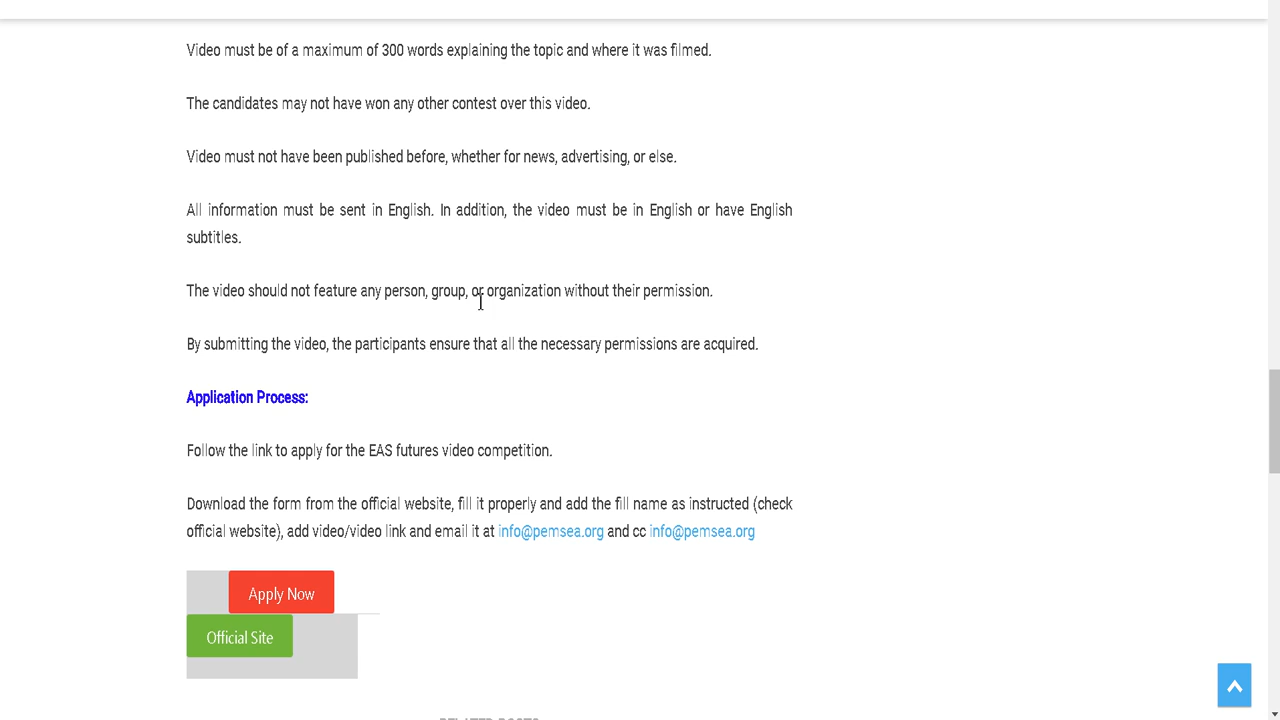 Video must be of a maximum of 300 words explaining the topic and where it was filmed.
The candidates may not have won any other contest over this video.
Video must not have been published before, whether for news, advertising, or else.
All information must be sent in English. In addition, the video must be in English or have English
subtitles.
The video should not feature any person, group, or organization without their permission.
By submitting the video, the participants ensure that all the necessary permissions are acquired.
Application Process:
Follow the link to apply for the EAS futures video competition.
Download the form from the official website, fill it properly and add the fill name as instructed (check
official website), add video/video link and email it at info@pemsea.org and cc info@pemsea.org
Apply Now
Official Site
RELATED POSTS